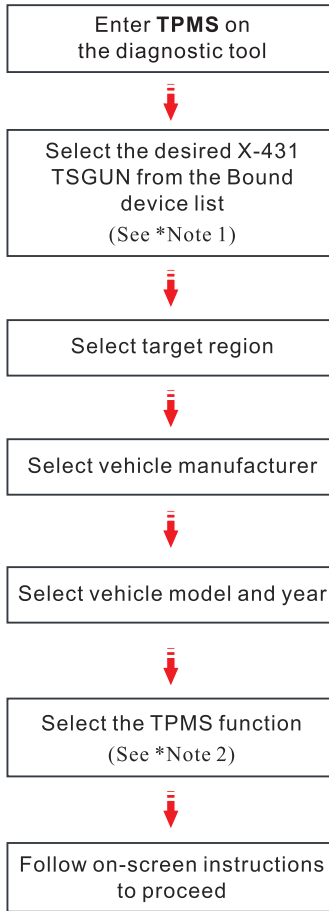 Enter TPMS on
the diagnostic tool
Select the desired X-431
TSGUN from the Bound
device list
(See *Note 1)
Select target region
Select vehicle manufacturer
Select vehicle model and year
Select the TPMS function
(See *Note 2)
Follow on-screen instructions
to proceed